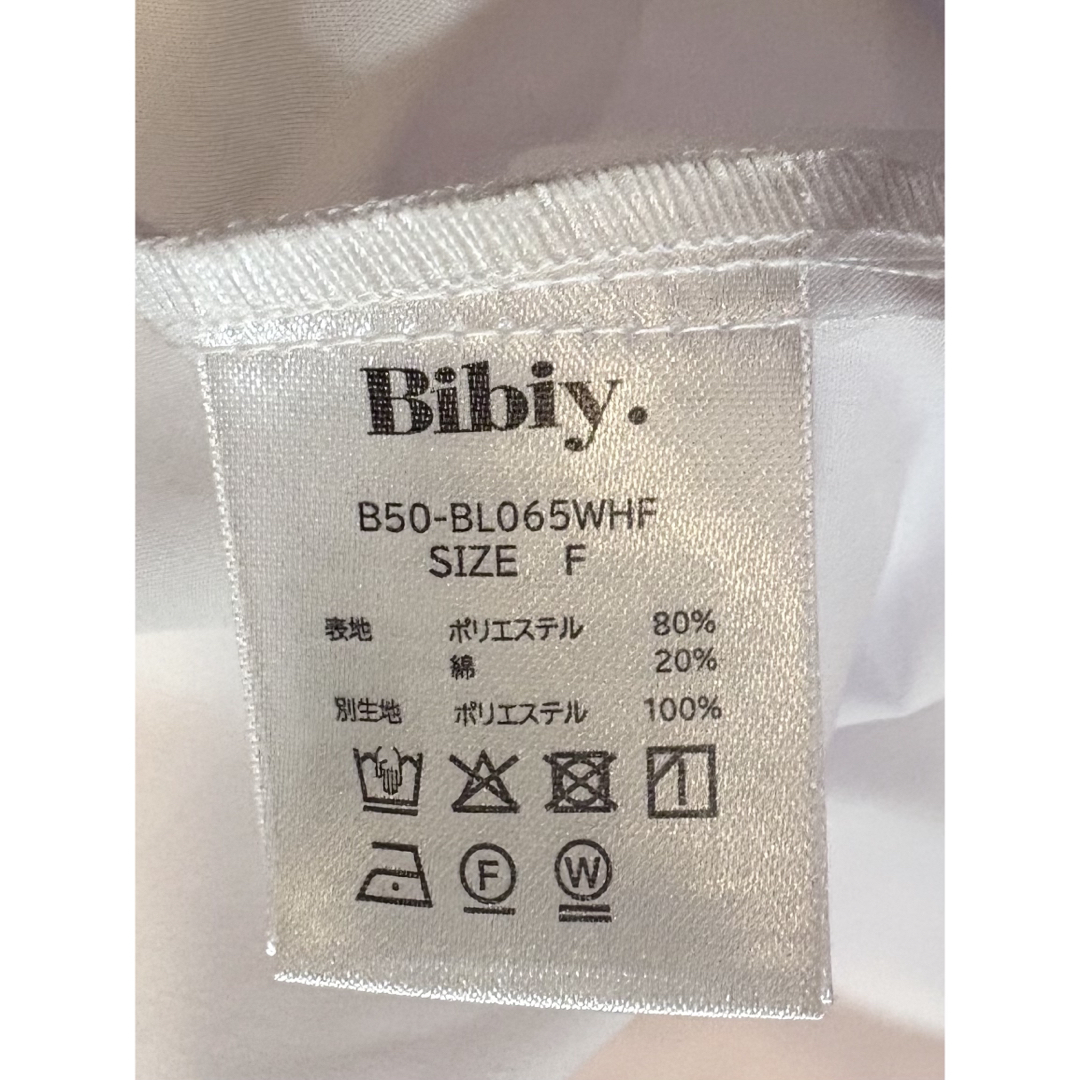 Bibiy.
B50-BL065WHF
SIZE F
表地 ポリエステル 80%
綿 20%
別生地 ポリエステル 100%
F W